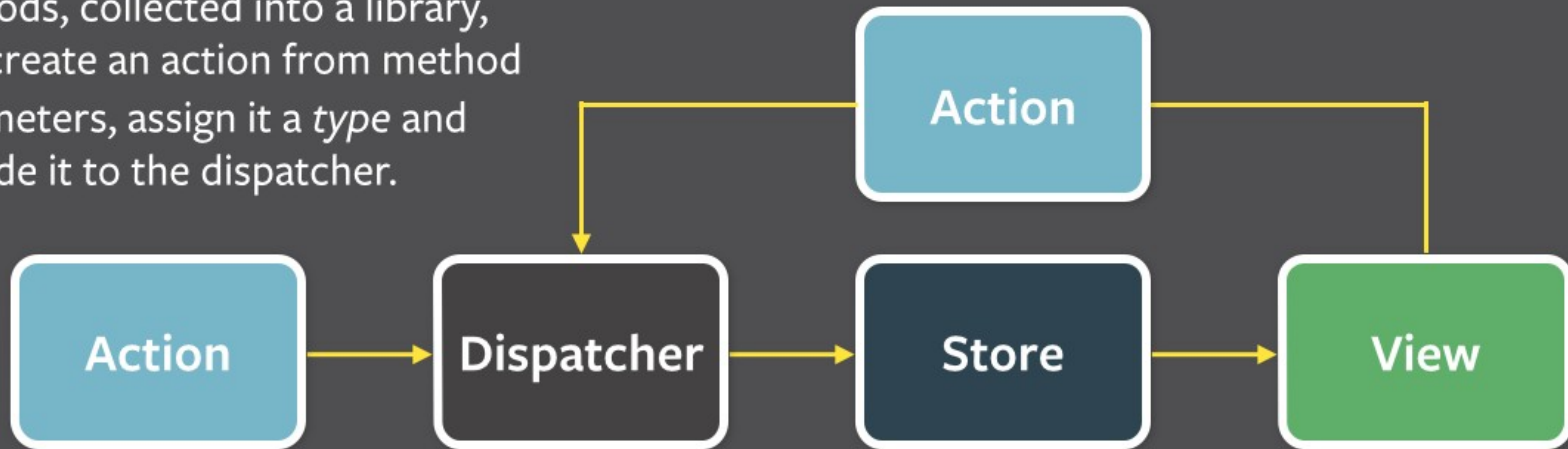 ods, collected into a library,
create an action from method
neters, assign it a type and
de it to the dispatcher.
Action
Action
Dispatcher
Store
View